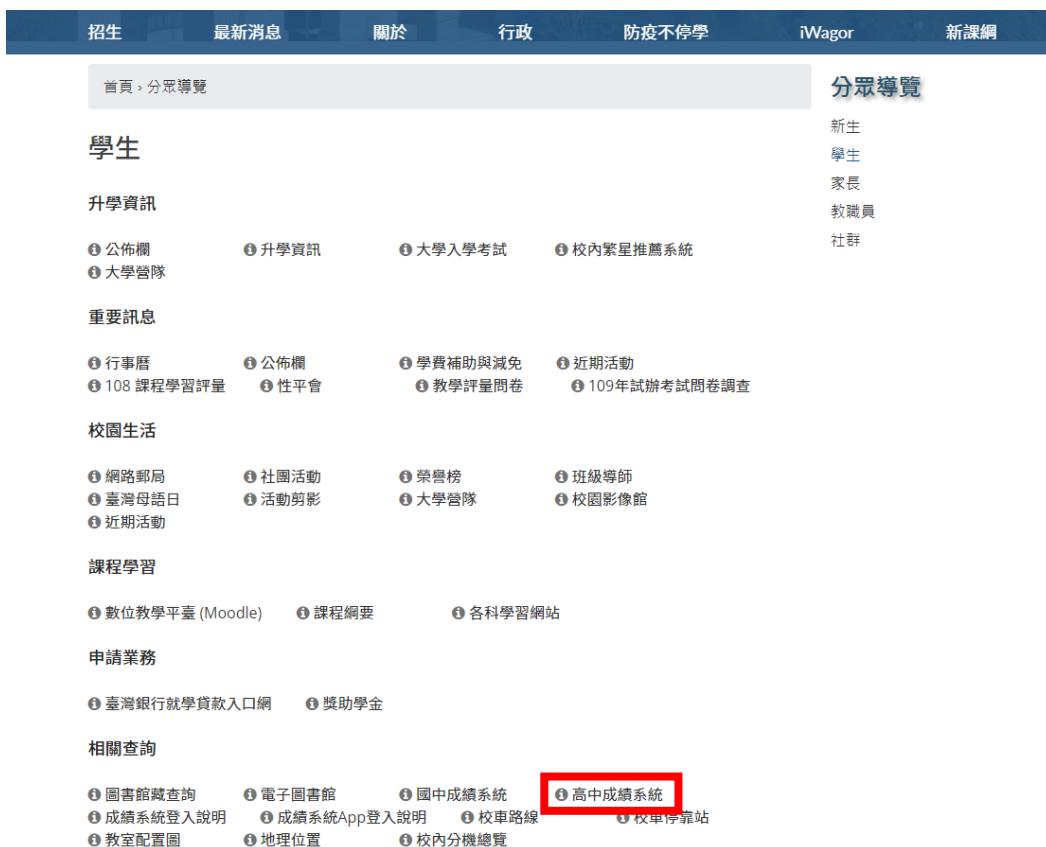 招生 最新消息 關於 行政 防疫不停學 iWagor 新課綱
首頁 › 分眾導覽
學生
升學資訊
公佈欄 升學資訊 大學入學考試 校內繁星推薦系統
大學營隊
重要訊息
行事曆 公佈欄 學費補助與減免 近期活動
108 課程學習評量 性平會 教學評量問卷 109年試辦考試問卷調查
校園生活
網路郵局 社團活動 榮譽榜 班級導師
臺灣母語日 活動剪影 大學營隊 校園影像館
近期活動
課程學習
數位教學平臺 (Moodle) 課程綱要 各科學習網站
申請業務
臺灣銀行就學貸款入口網 獎助學金
相關查詢
圖書館藏查詢 電子圖書館 國中成績系統 高中成績系統
成績系統登入說明 成績系統App登入說明 校車路線 校車停靠站
教室配置圖 地理位置 校內分機總覽
分眾導覽
新生
學生
家長
教職員
社群